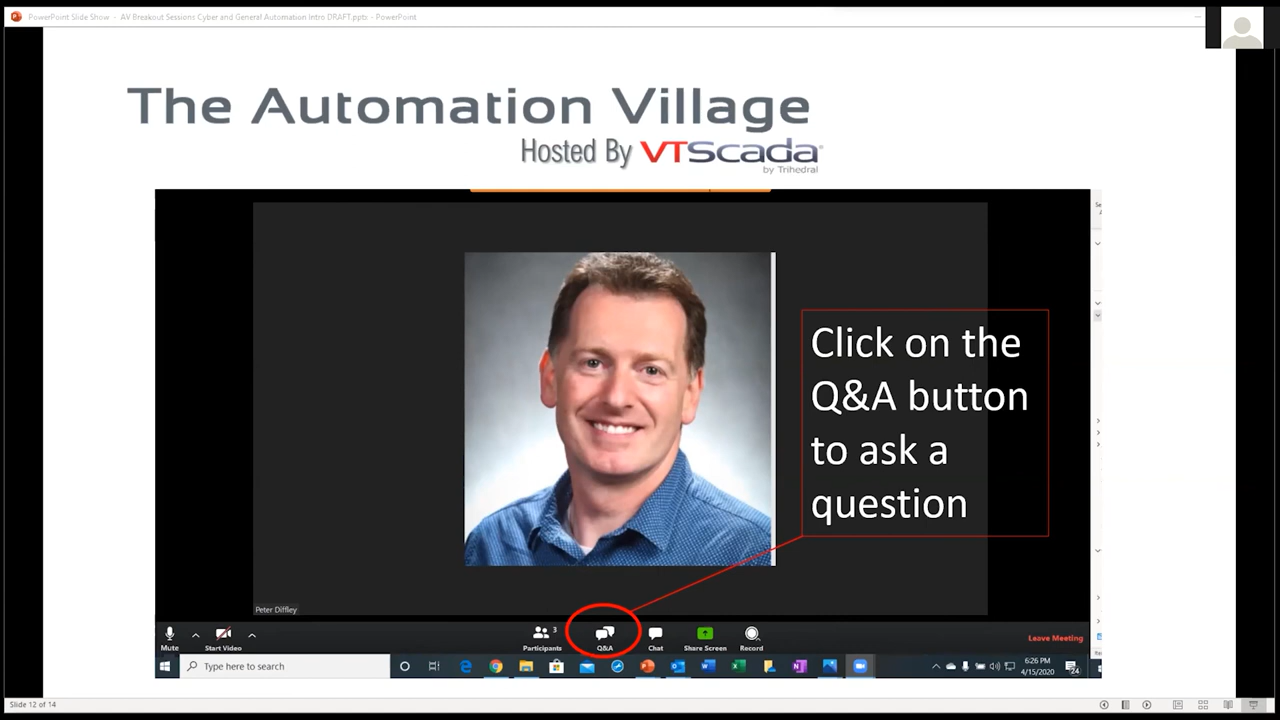 PowerPoint Slide Show - AV Breakout Sessions Cyber and General Automation Intro DRAFT.pptx - PowerPoint
The Automation Village
Hosted By VTScada
by Trihedral
Click on the
Q&A button
to ask a
question
Peter Diffley
3
Mute
Start Video
Participants
Q&A
Chat
Share Screen
Record
Leave Meeting
Type here to search
6:26 PM
4/15/2020
24
Slide 12 of 14